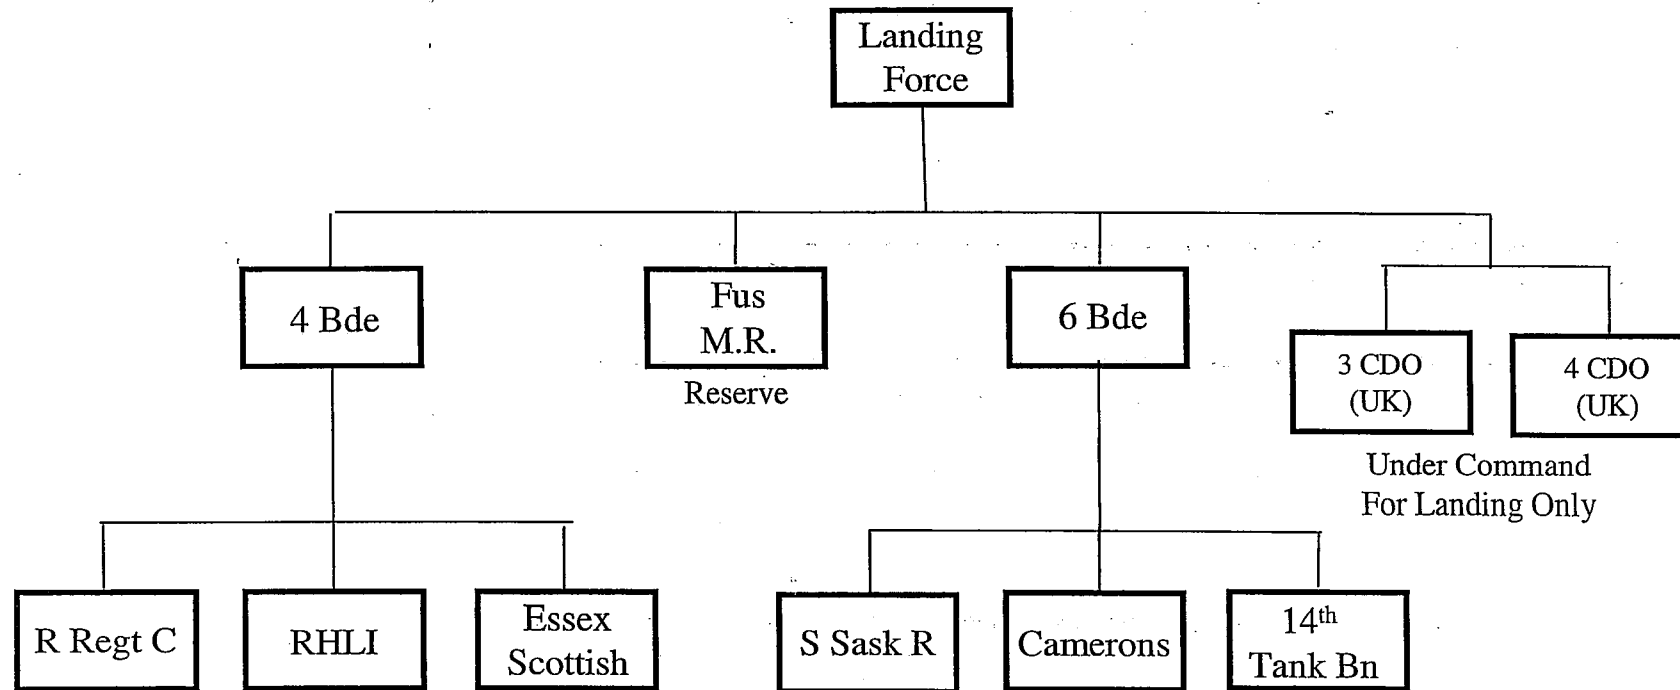 Landing
Force
4 Bde
Fus
M.R.
Reserve
6 Bde
3 CDO
(UK)
4 CDO
(UK)
Under Command
For Landing Only
R Regt C
RHLI
Essex
Scottish
S Sask R
Camerons
14th
Tank Bn